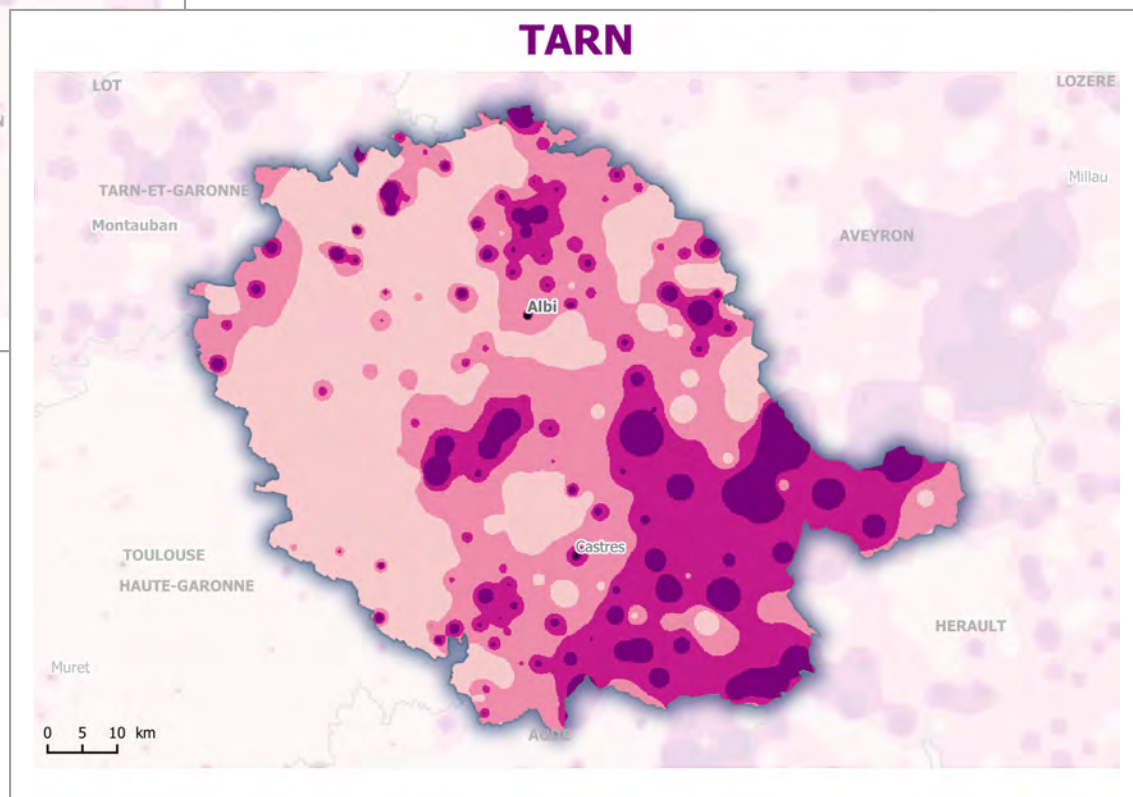 TARN
LOT
LOZERE
N
TARN-ET-GARONNE
Millau
Montauban
AVEYRON
Albi
Castres
TOULOUSE
HAUTE-GARONNE
HERAULT
Muret
0 5 10 km